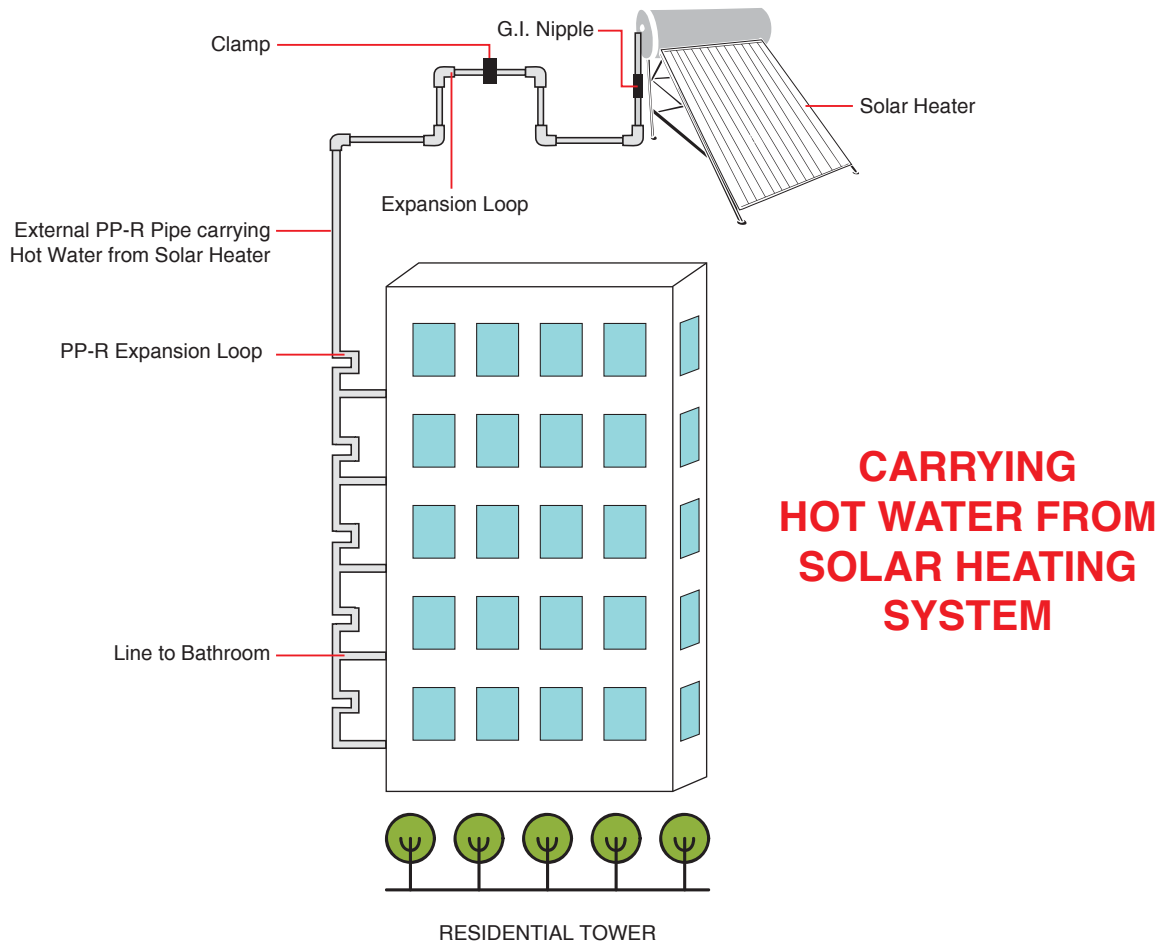 G.I. Nipple
Clamp
Solar Heater
Expansion Loop
External PP-R Pipe carrying
Hot Water from Solar Heater
PP-R Expansion Loop
CARRYING
HOT WATER FROM
SOLAR HEATING
SYSTEM
Line to Bathroom
RESIDENTIAL TOWER